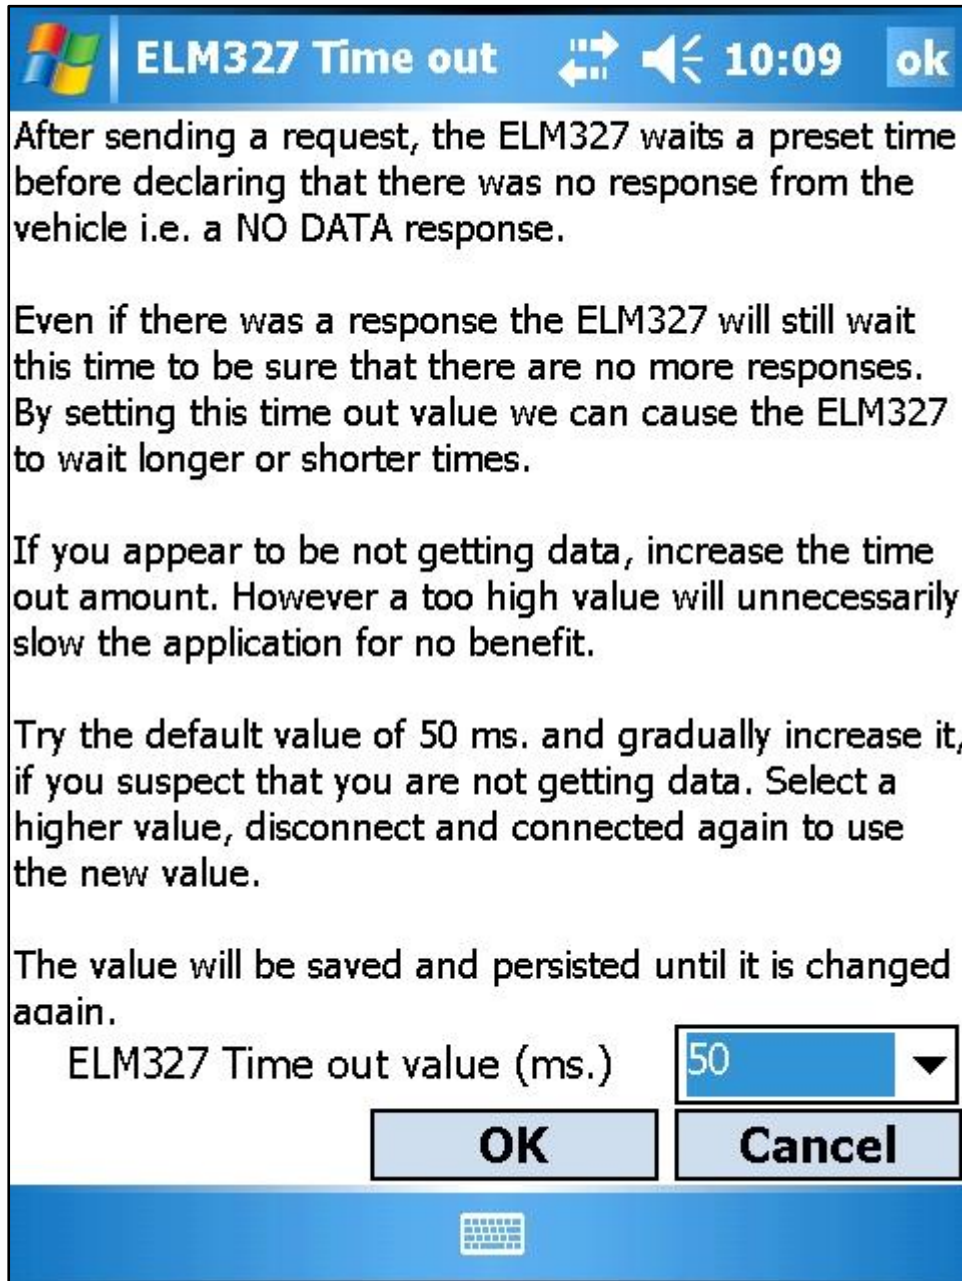 ELM327 Time out 10:09 ok
After sending a request, the ELM327 waits a preset time
before declaring that there was no response from the
vehicle i.e. a NO DATA response.
Even if there was a response the ELM327 will still wait
this time to be sure that there are no more responses.
By setting this time out value we can cause the ELM327
to wait longer or shorter times.
If you appear to be not getting data, increase the time
out amount. However a too high value will unnecessarily
slow the application for no benefit.
Try the default value of 50 ms. and gradually increase it,
if you suspect that you are not getting data. Select a
higher value, disconnect and connected again to use
the new value.
The value will be saved and persisted until it is changed
again.
ELM327 Time out value (ms.) 50
OK Cancel